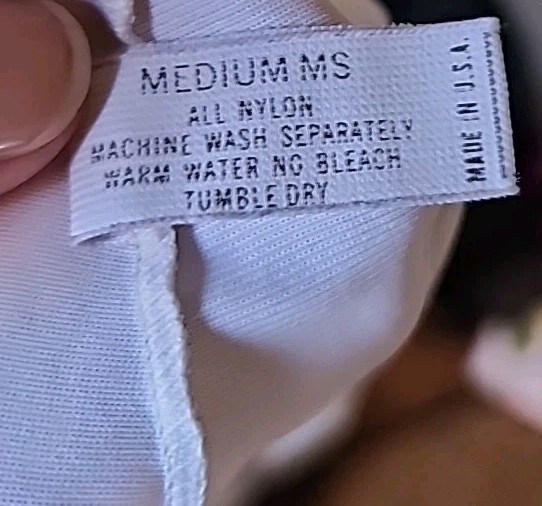 MEDIUM MS
ALL NYLON
MACHINE WASH SEPARATELY
WARM WATER NO BLEACH
TUMBLE DRY
MADE IN U.S.A.